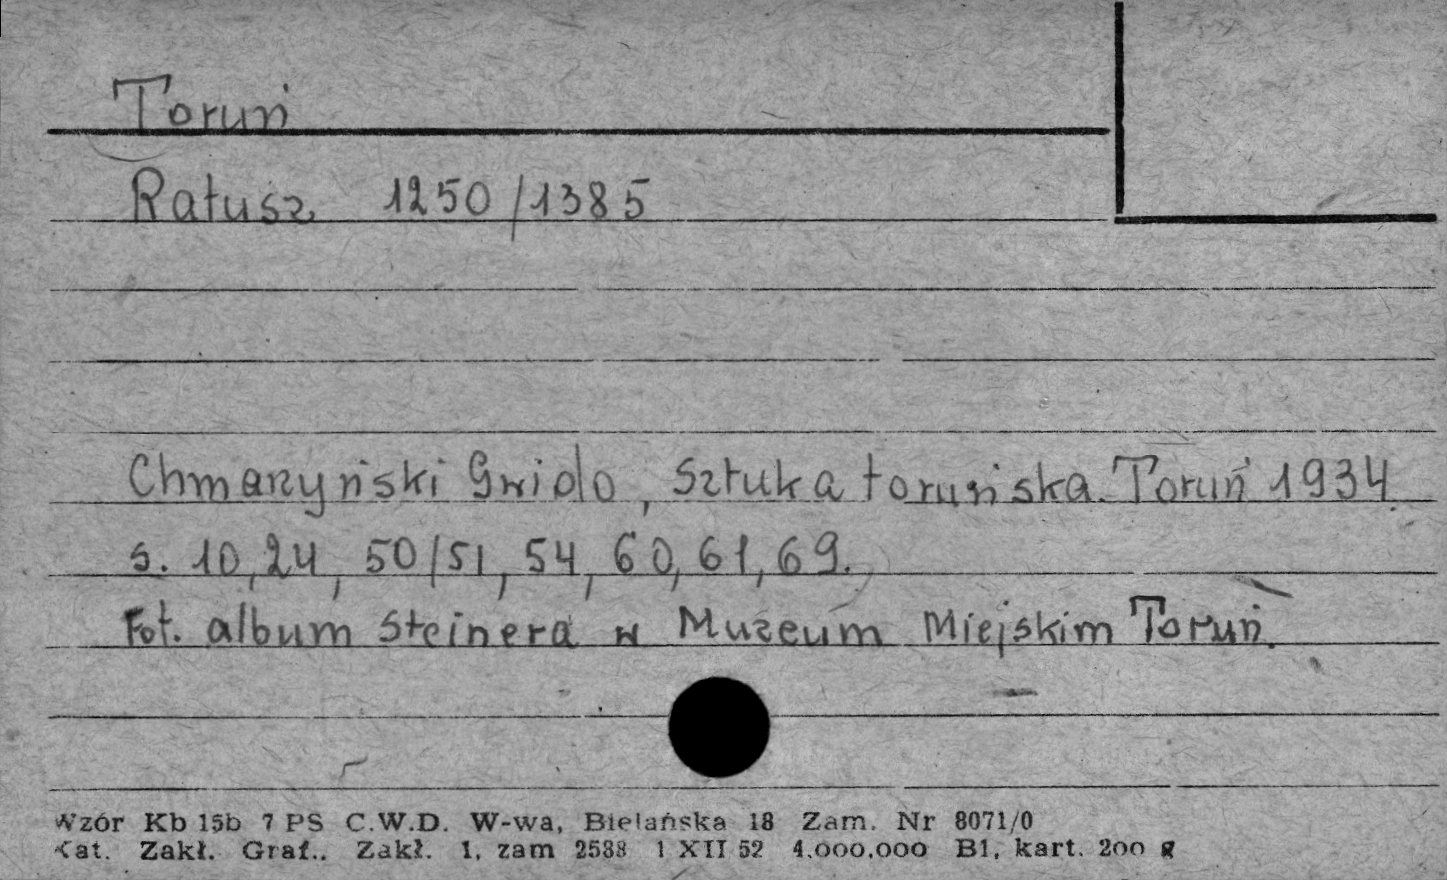 Toruń
Ratusz 1250/1385
Chmarzyński Gwido, Sztuka toruńska. Toruń 1934
s. 10, 24, 50/51, 54, 60, 61, 69.
Fot. album Steinera w Muzeum Miejskim Toruń.
Wzór Kb 15b 7 PS C.W.D. W-wa, Bielańska 18 Zam. Nr 8071/0
Kat. Zakł. Graf.. Zakł. 1, zam 2588 1 XII 52 4.000.000 B1, kart. 200 g